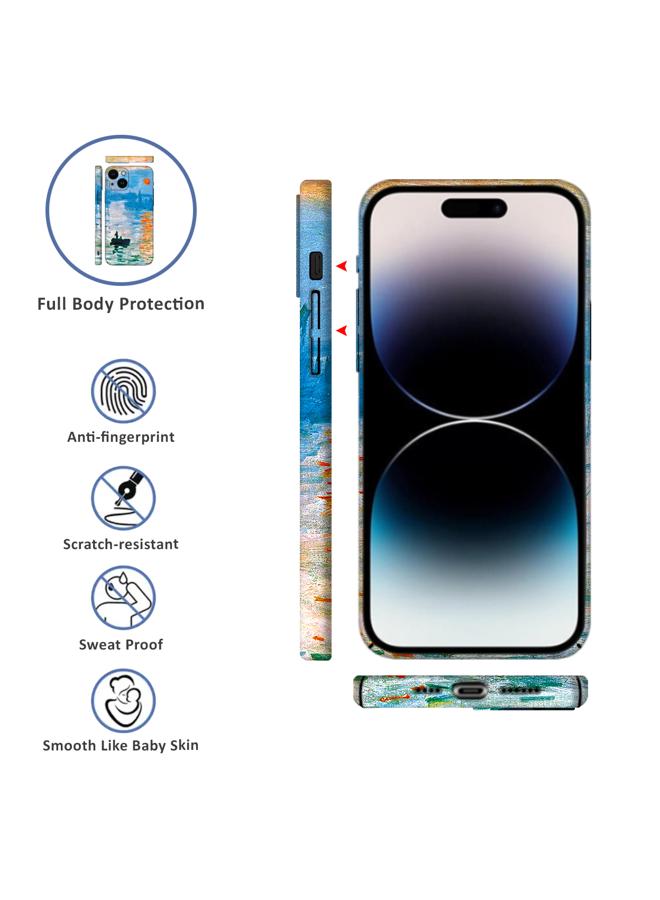 Full Body Protection
Anti-fingerprint
Scratch-resistant
Sweat Proof
Smooth Like Baby Skin